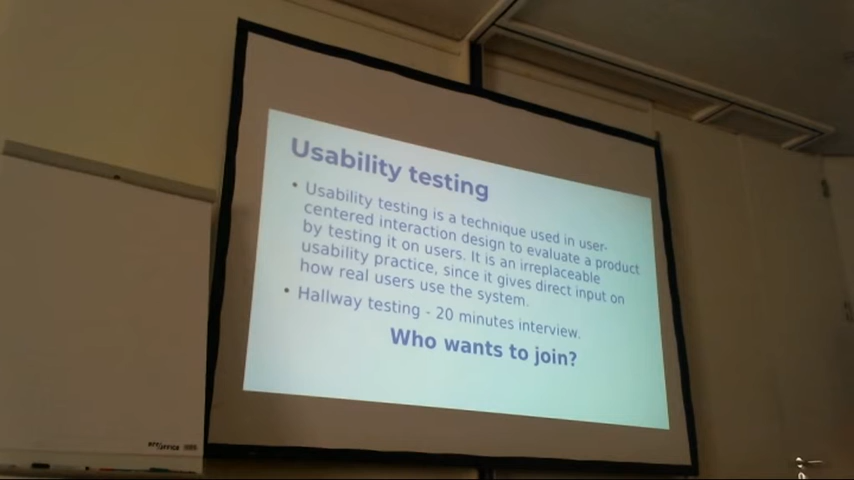 Usability testing
• Usability testing is a technique used in user-
centered interaction design to evaluate a product
by testing it on users. It is an irreplaceable
usability practice, since it gives direct input on
how real users use the system.
• Hallway testing - 20 minutes interview.
Who wants to join?